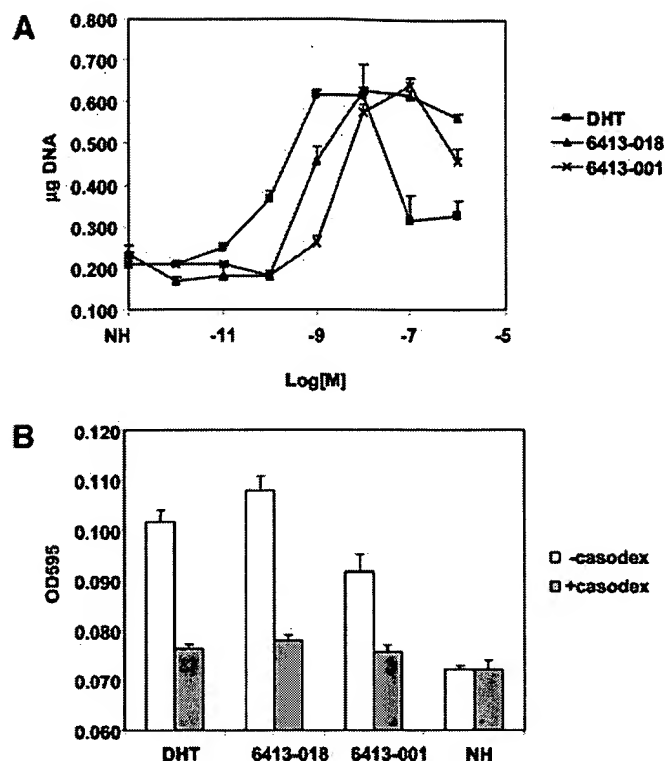 A
0.800
0.700
0.600
0.500
0.400
0.300
0.200
0.100
µg DNA
NH
-11
-9
-7
-5
Log[M]
DHT
6413-018
6413-001
B
0.120
0.110
0.100
0.090
0.080
0.070
0.060
OD595
DHT
6413-018
6413-001
NH
-casodex
+casodex